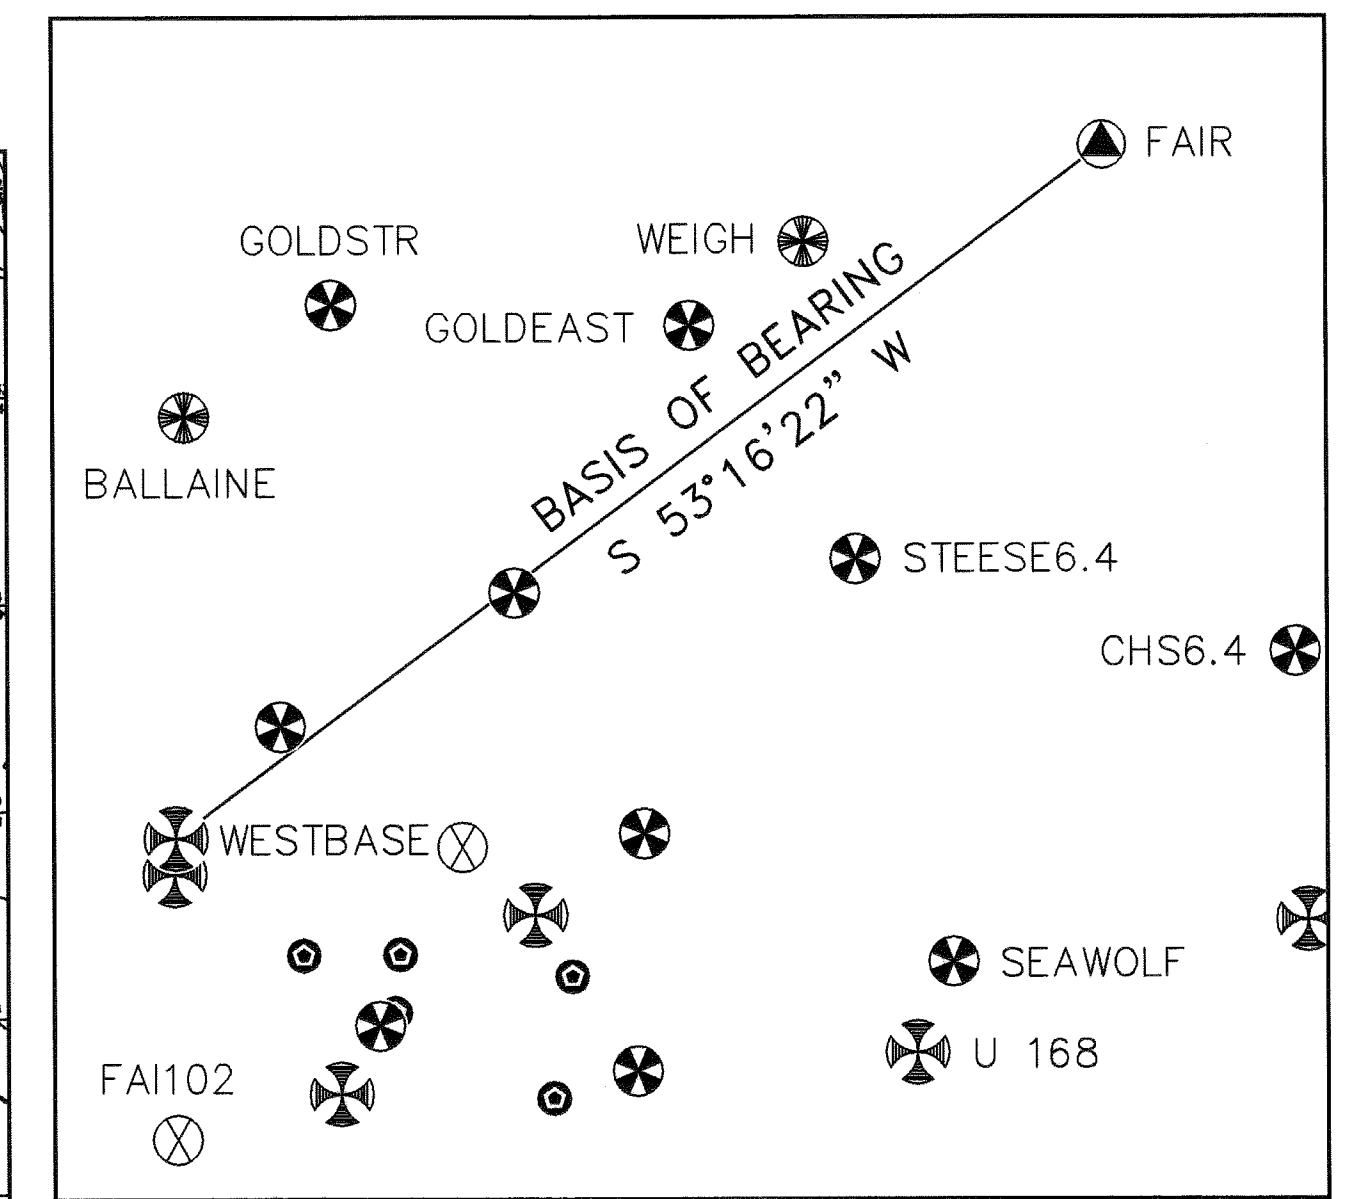 FAIR
GOLDSTR
WEIGH
GOLDEAST
BASIS OF BEARING
S 53°16'22" W
BALLAINE
STEESE6.4
CHS6.4
WESTBASE
SEAWOLF
U 168
FAI102